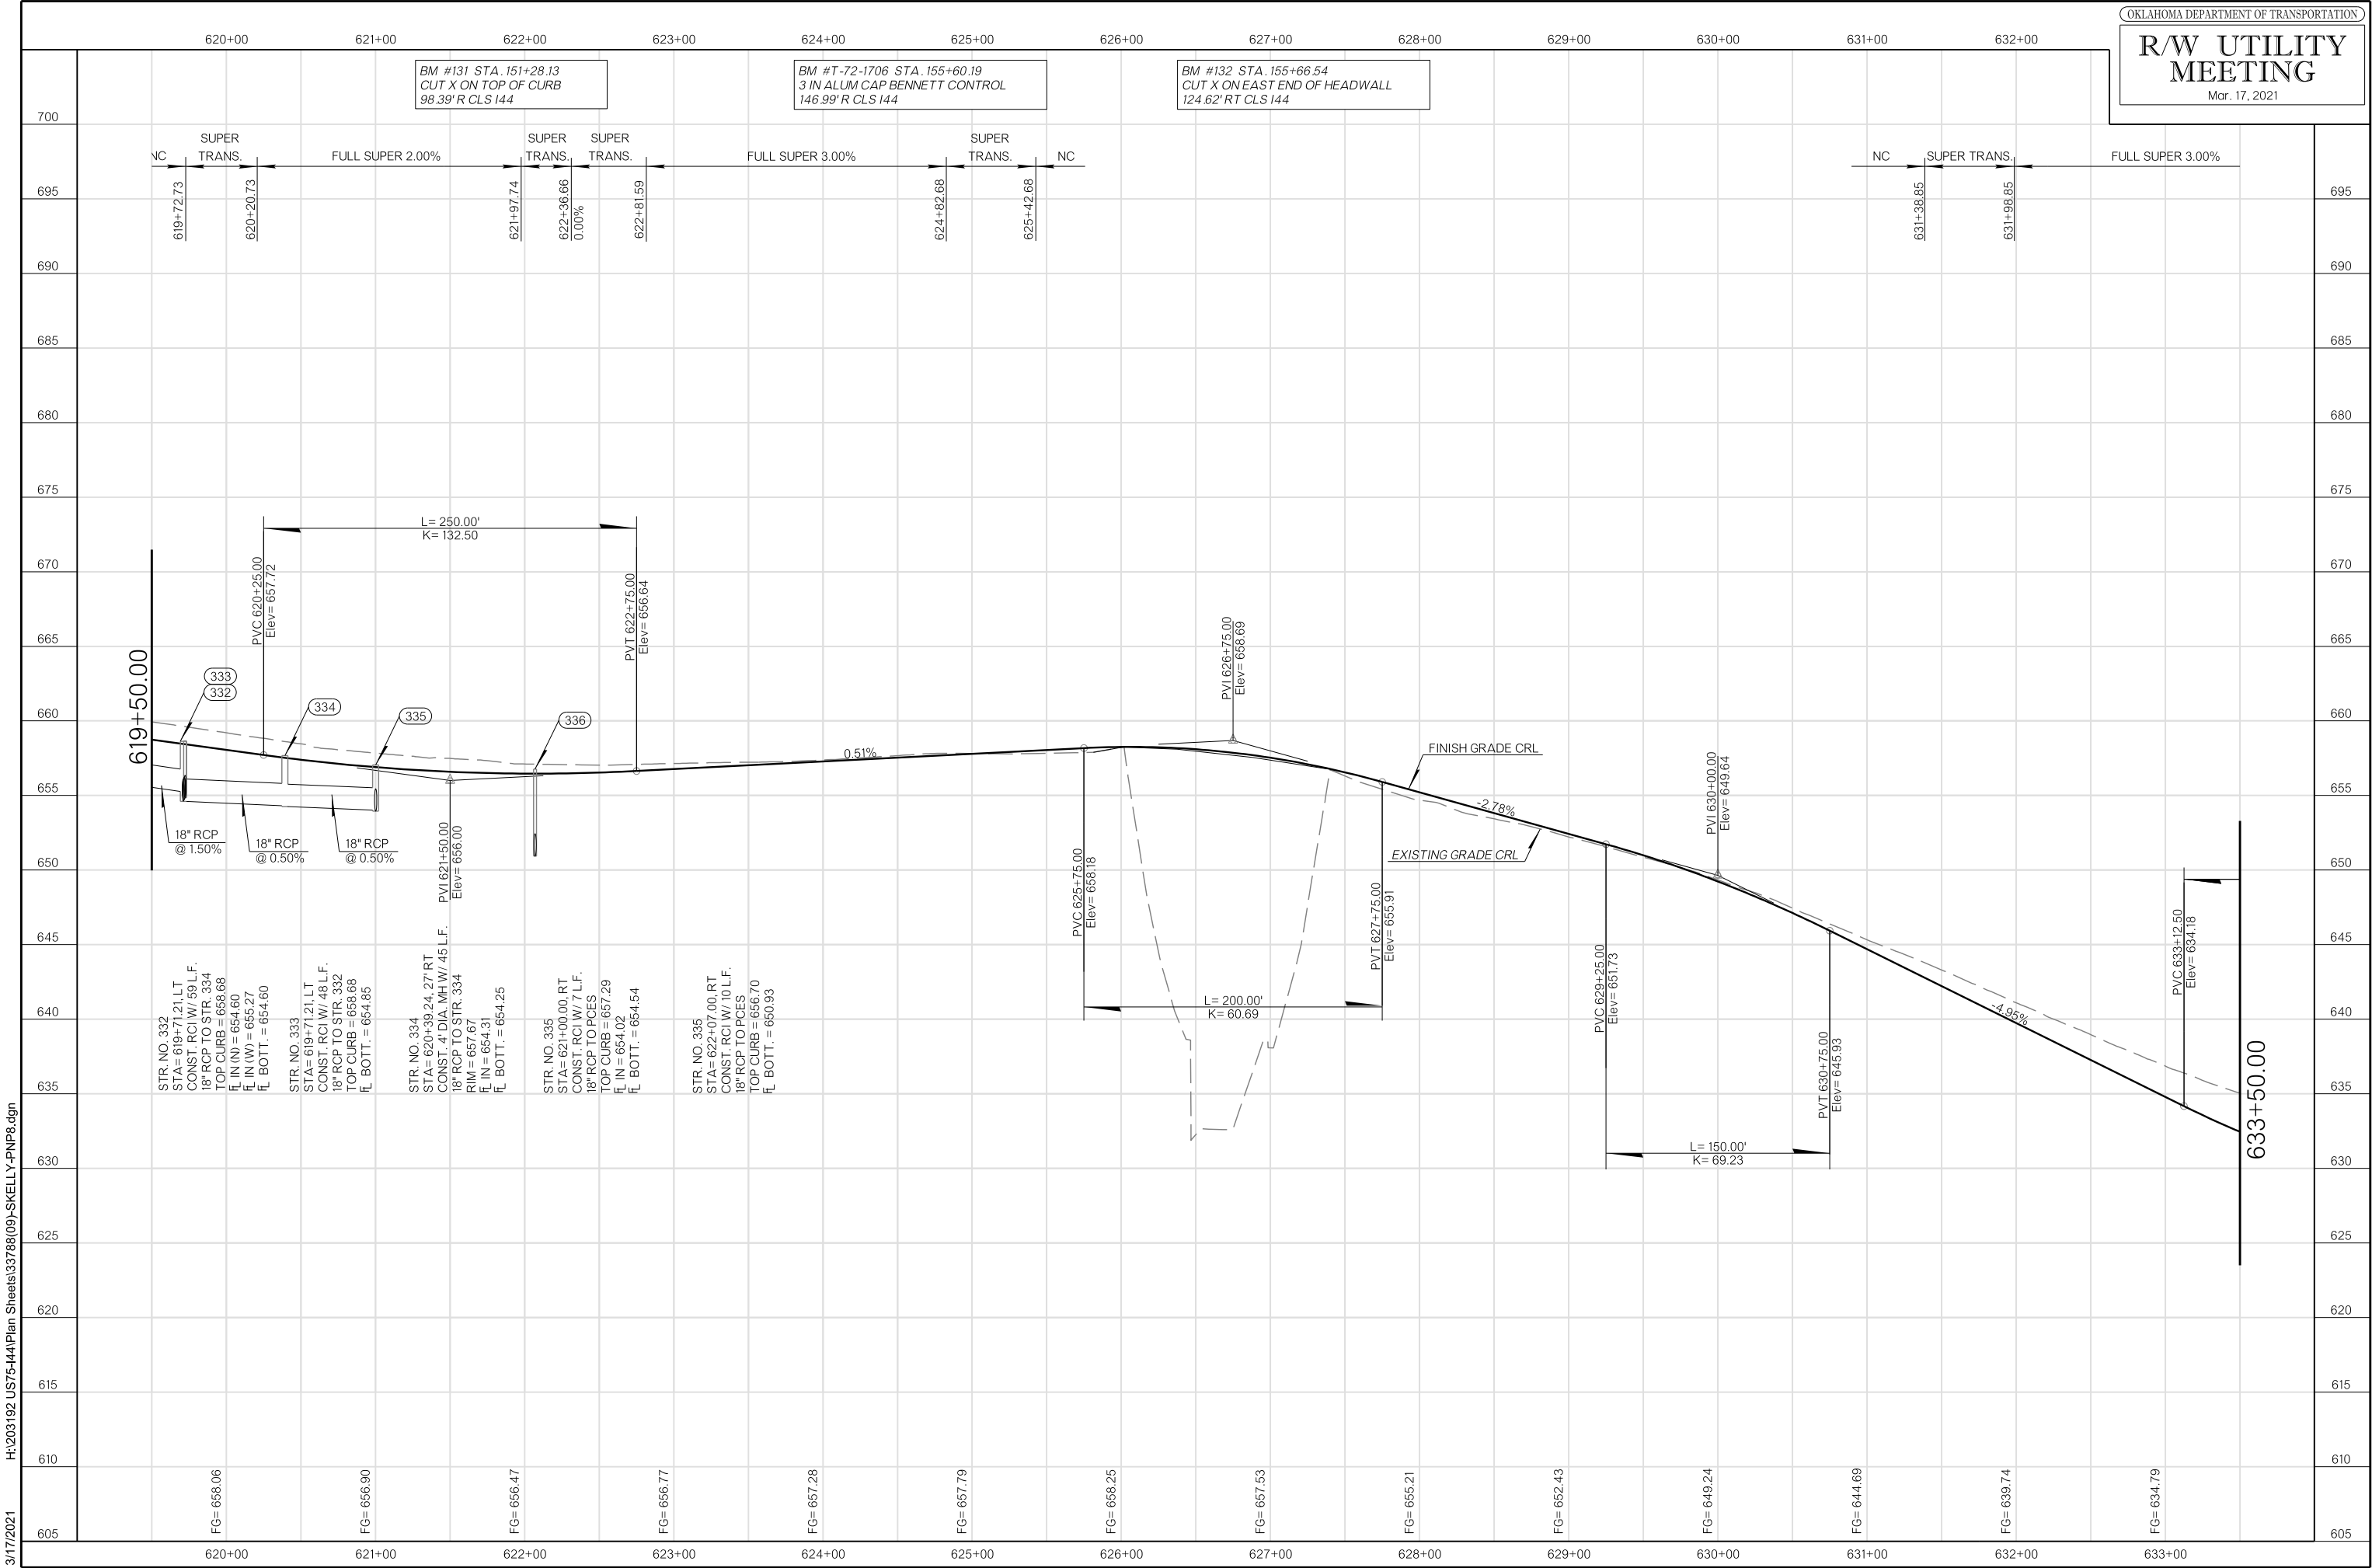 OKLAHOMA DEPARTMENT OF TRANSPORTATION
R/W UTILITY
MEETING
Mar. 17, 2021
620+00 621+00 622+00 623+00 624+00 625+00 626+00 627+00 628+00 629+00 630+00 631+00 632+00
BM #131 STA. 151+28.13
CUT X ON TOP OF CURB
98.39' R CLS I44
BM #T-72-1706 STA. 155+60.19
3 IN ALUM CAP BENNETT CONTROL
146.99' R CLS I44
BM #132 STA. 155+66.54
CUT X ON EAST END OF HEADWALL
124.62' RT CLS I44
NC
SUPER
TRANS.
FULL SUPER 2.00%
SUPER
TRANS.
SUPER
TRANS.
FULL SUPER 3.00%
SUPER
TRANS.
NC
NC
SUPER TRANS.
FULL SUPER 3.00%
619+72.73
620+20.73
621+97.74
622+36.66
0.00%
622+81.59
624+82.68
625+42.68
631+38.85
631+98.85
700
695 695
690 690
685 685
680 680
675 675
670 670
665 665
660 660
655 655
650 650
645 645
640 640
635 635
630 630
625 625
620 620
615 615
610 610
605 605
619+50.00
L= 250.00'
K= 132.50
PVC 620+25.00
Elev= 657.72
PVT 622+75.00
Elev= 656.64
333
332
334
335
336
18" RCP
@ 1.50%
18" RCP
@ 0.50%
18" RCP
@ 0.50%
PVI 621+50.00
Elev= 656.00
0.51%
PVI 626+75.00
Elev= 658.69
PVC 625+75.00
Elev= 658.18
PVT 627+75.00
Elev= 655.91
L= 200.00'
K= 60.69
FINISH GRADE CRL
-2.78%
EXISTING GRADE CRL
PVI 630+00.00
Elev= 649.64
PVC 629+25.00
Elev= 651.73
PVT 630+75.00
Elev= 645.93
L= 150.00'
K= 69.23
-4.95%
PVC 633+12.50
Elev= 634.18
633+50.00
STR. NO. 332
STA= 619+71.21, LT
CONST. RCI W/ 59 L.F.
18" RCP TO STR. 334
TOP CURB = 658.68
FL IN (N) = 654.60
FL IN (W) = 655.27
FL BOTT. = 654.60
STR. NO. 333
STA= 619+71.21, LT
CONST. RCI W/ 48 L.F.
18" RCP TO STR. 332
TOP CURB = 658.68
FL BOTT. = 654.85
STR. NO. 334
STA= 620+39.24, 27' RT
CONST. 4' DIA. MH W/ 45 L.F.
18" RCP TO STR. 334
RIM = 657.67
FL IN = 654.31
FL BOTT. = 654.25
STR. NO. 335
STA= 621+00.00, RT
CONST. RCI W/ 7 L.F.
18" RCP TO PCES
TOP CURB = 657.29
FL IN = 654.02
FL BOTT. = 654.54
STR. NO. 335
STA= 622+07.00, RT
CONST. RCI W/ 10 L.F.
18" RCP TO PCES
TOP CURB = 656.70
FL BOTT. = 650.93
FG= 658.06
FG= 656.90
FG= 656.47
FG= 656.77
FG= 657.28
FG= 657.79
FG= 658.25
FG= 657.53
FG= 655.21
FG= 652.43
FG= 649.24
FG= 644.69
FG= 639.74
FG= 634.79
620+00 621+00 622+00 623+00 624+00 625+00 626+00 627+00 628+00 629+00 630+00 631+00 632+00 633+00
3/17/2021 H:\203192 US75-I44\Plan Sheets\33788(09)-SKELLY-PNP8.dgn